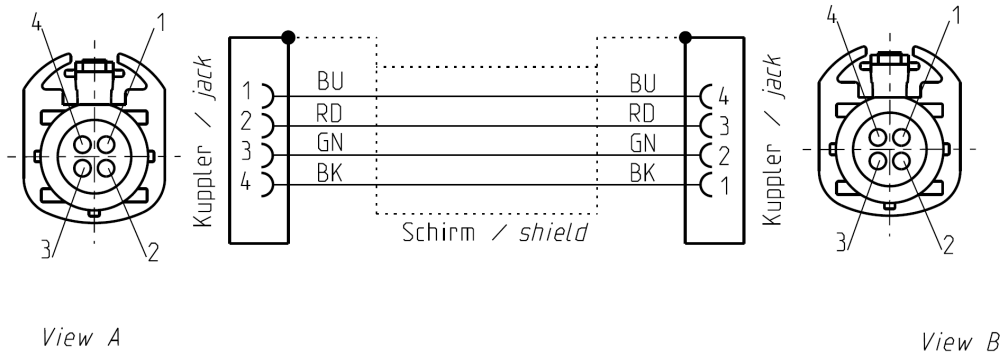 4 1
3 2
View A
Kuppler / jack
1 BU BU 4
2 RD RD 3
3 GN GN 2
4 BK BK 1
Schirm / shield
Kuppler / jack
4 1
3 2
View B